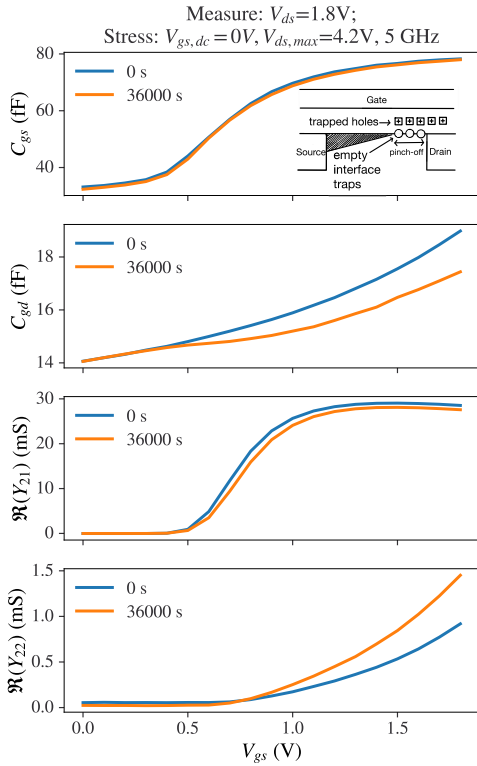 Measure: V_ds=1.8V;
Stress: V_gs,dc = 0V, V_ds,max=4.2V, 5 GHz
80
60
40
C_gs (fF)
0 s
36000 s
Gate
trapped holes→
Source
empty
interface
traps
pinch-off
Drain
18
16
14
C_gd (fF)
0 s
36000 s
30
20
10
0
ℜ(Y_21) (mS)
0 s
36000 s
1.5
1.0
0.5
0.0
ℜ(Y_22) (mS)
0 s
36000 s
0.0
0.5
1.0
1.5
V_gs (V)